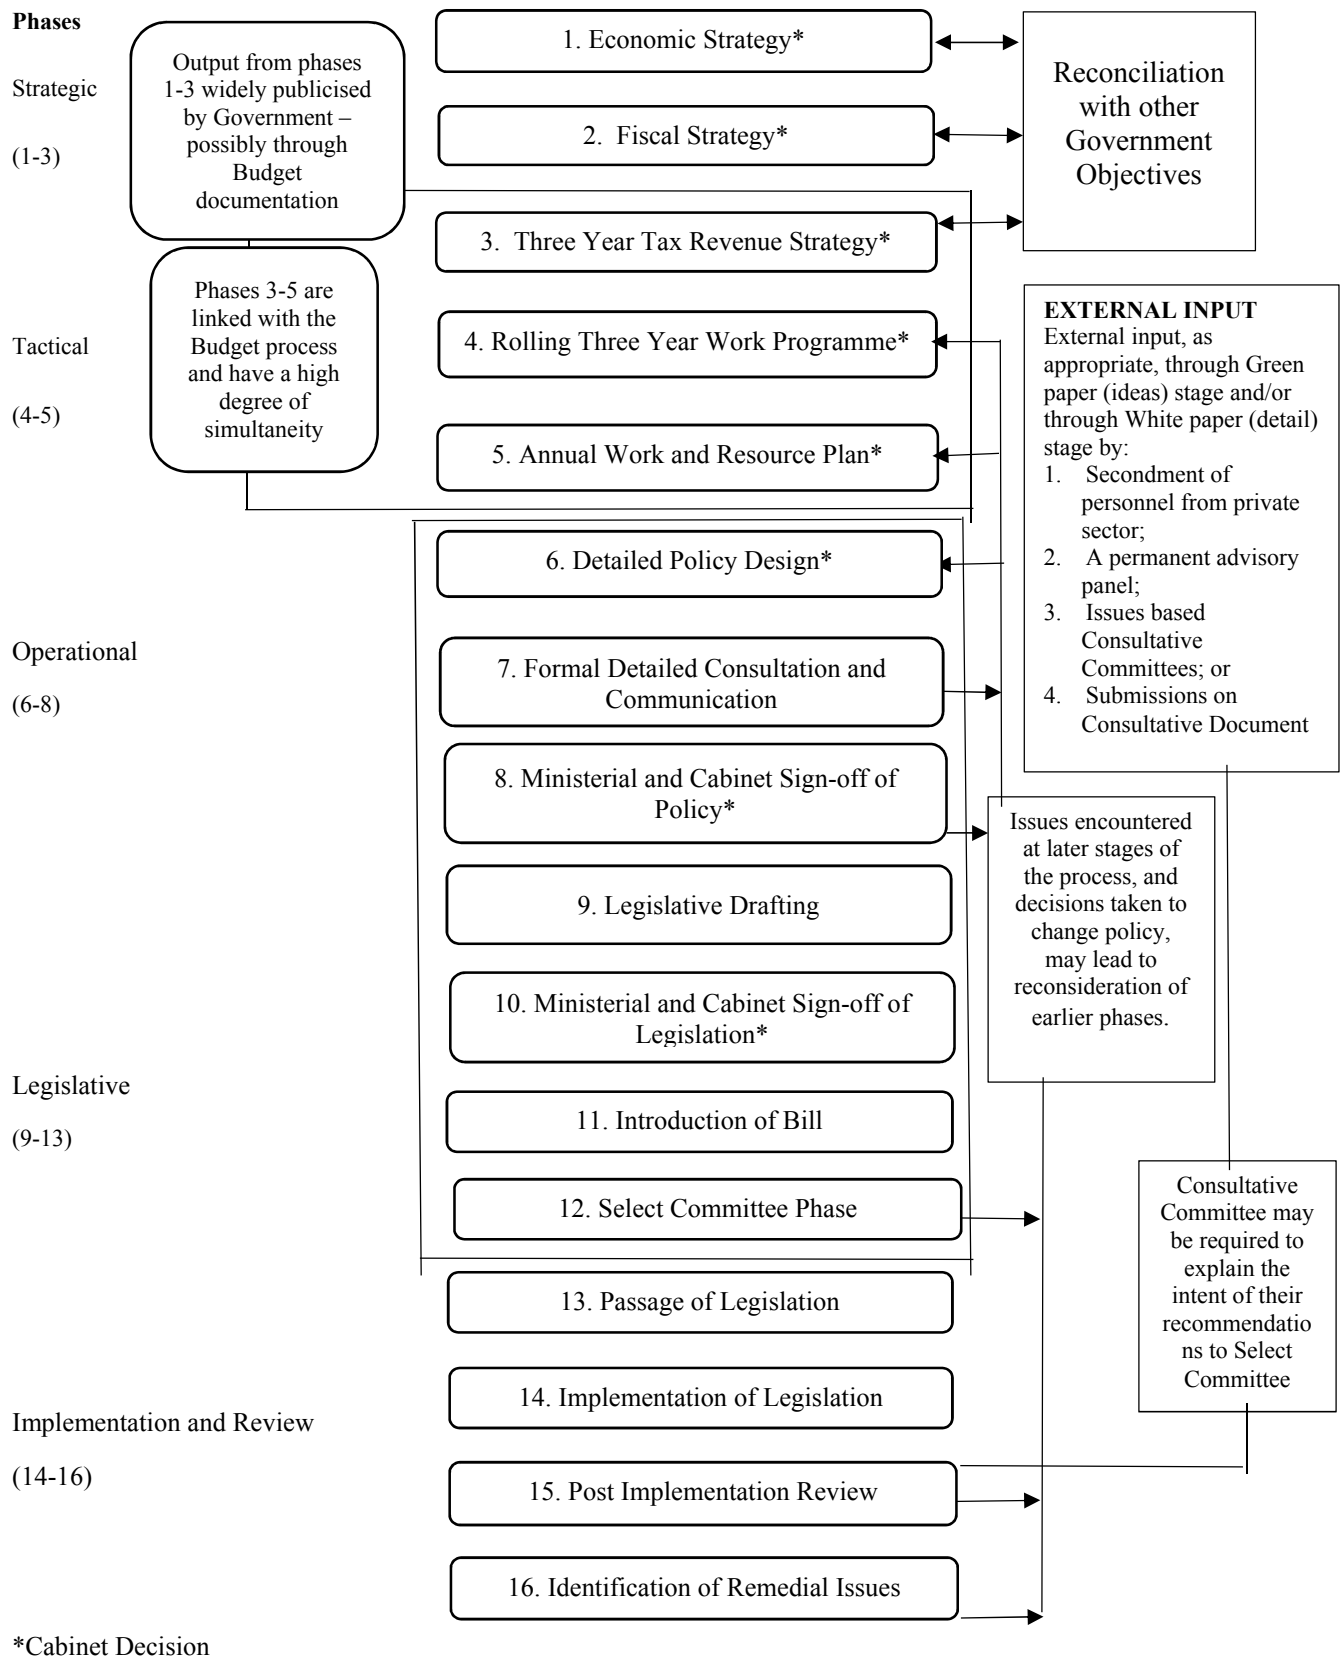 Phases
Strategic
(1-3)
Output from phases
1-3 widely publicised
by Government –
possibly through
Budget
documentation
1. Economic Strategy*
2. Fiscal Strategy*
3. Three Year Tax Revenue Strategy*
Reconciliation
with other
Government
Objectives
Tactical
(4-5)
Phases 3-5 are
linked with the
Budget process
and have a high
degree of
simultaneity
4. Rolling Three Year Work Programme*
5. Annual Work and Resource Plan*
EXTERNAL INPUT
External input, as
appropriate, through Green
paper (ideas) stage and/or
through White paper (detail)
stage by:
1. Secondment of
personnel from private
sector;
2. A permanent advisory
panel;
3. Issues based
Consultative
Committees; or
4. Submissions on
Consultative Document
Operational
(6-8)
6. Detailed Policy Design*
7. Formal Detailed Consultation and
Communication
8. Ministerial and Cabinet Sign-off of
Policy*
Issues encountered
at later stages of
the process, and
decisions taken to
change policy,
may lead to
reconsideration of
earlier phases.
Legislative
(9-13)
9. Legislative Drafting
10. Ministerial and Cabinet Sign-off of
Legislation*
11. Introduction of Bill
12. Select Committee Phase
13. Passage of Legislation
Consultative
Committee may
be required to
explain the
intent of their
recommendatio
ns to Select
Committee
Implementation and Review
(14-16)
14. Implementation of Legislation
15. Post Implementation Review
16. Identification of Remedial Issues
*Cabinet Decision